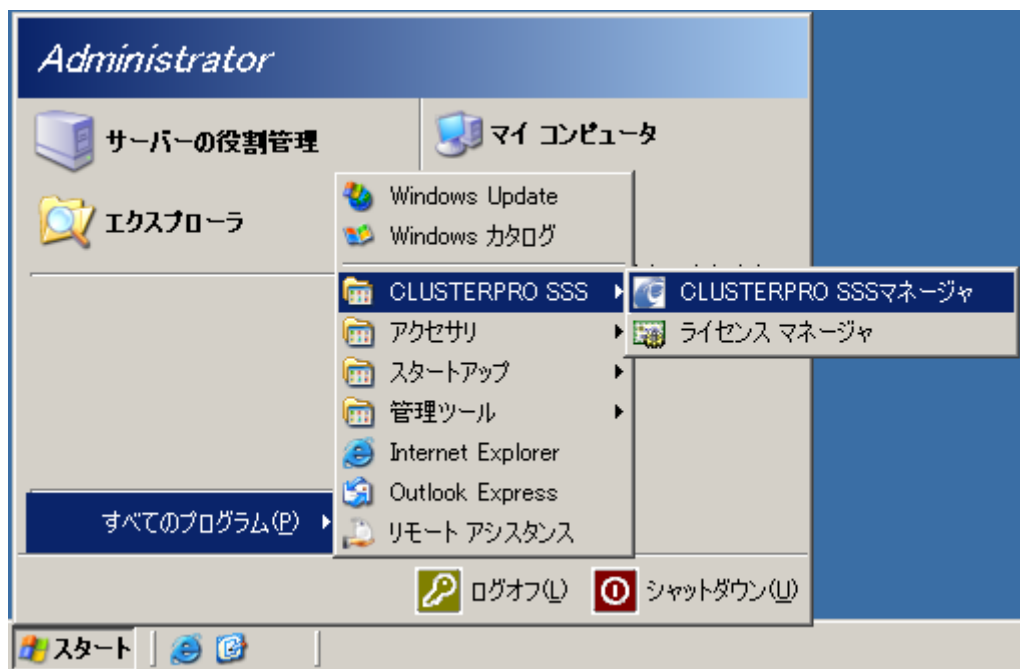 Administrator
サーバーの役割管理
マイ コンピュータ
エクスプローラ
Windows Update
Windows カタログ
CLUSTERPRO SSS
CLUSTERPRO SSSマネージャ
ライセンス マネージャ
アクセサリ
スタートアップ
管理ツール
Internet Explorer
Outlook Express
リモート アシスタンス
すべてのプログラム(P)
ログオフ(L)
シャットダウン(U)
スタート